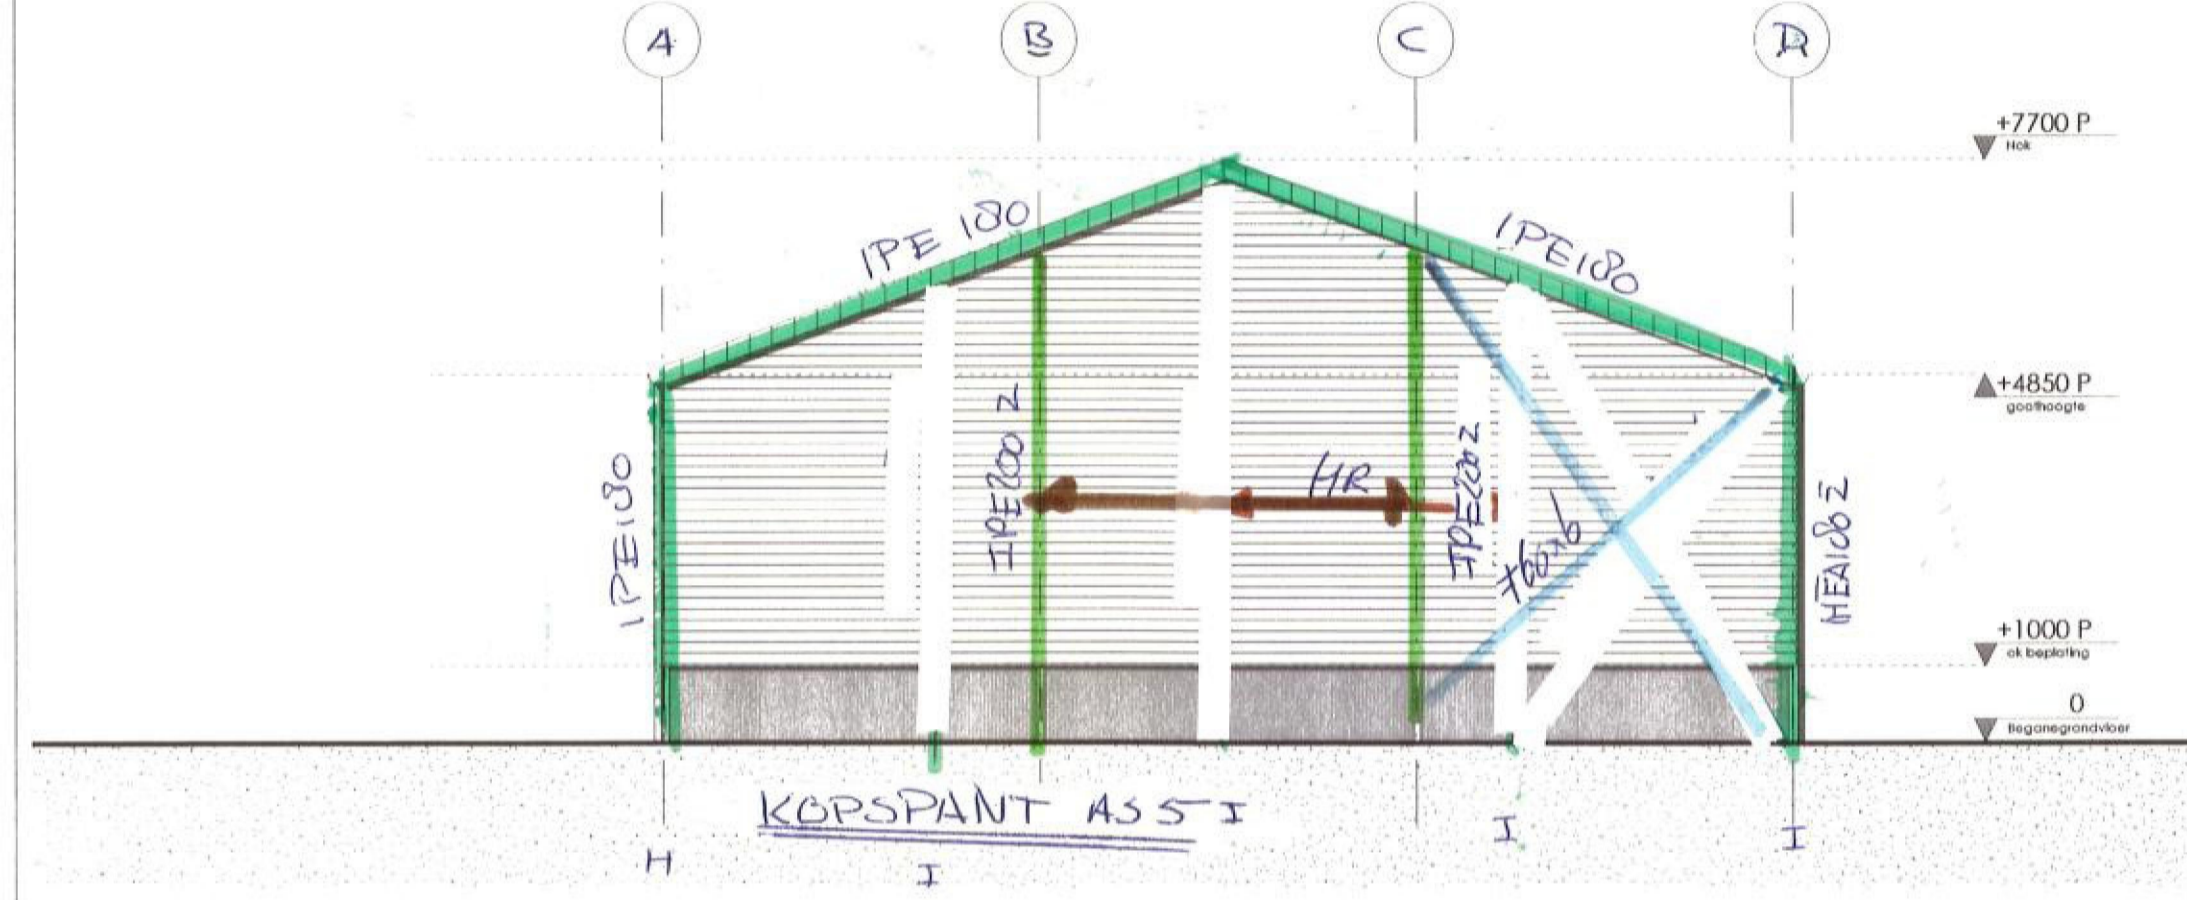 A
B
C
D
+7700 P
Nok
IPE 180
IPE180
+4850 P
goothoogte
IPE180
IPE200 Z
HR
IPE200 Z
†60x6
HEA180 Z
+1000 P
ok beplating
0
Beganegrondvloer
KOPSPANT AS 5 I
H
I
I
I